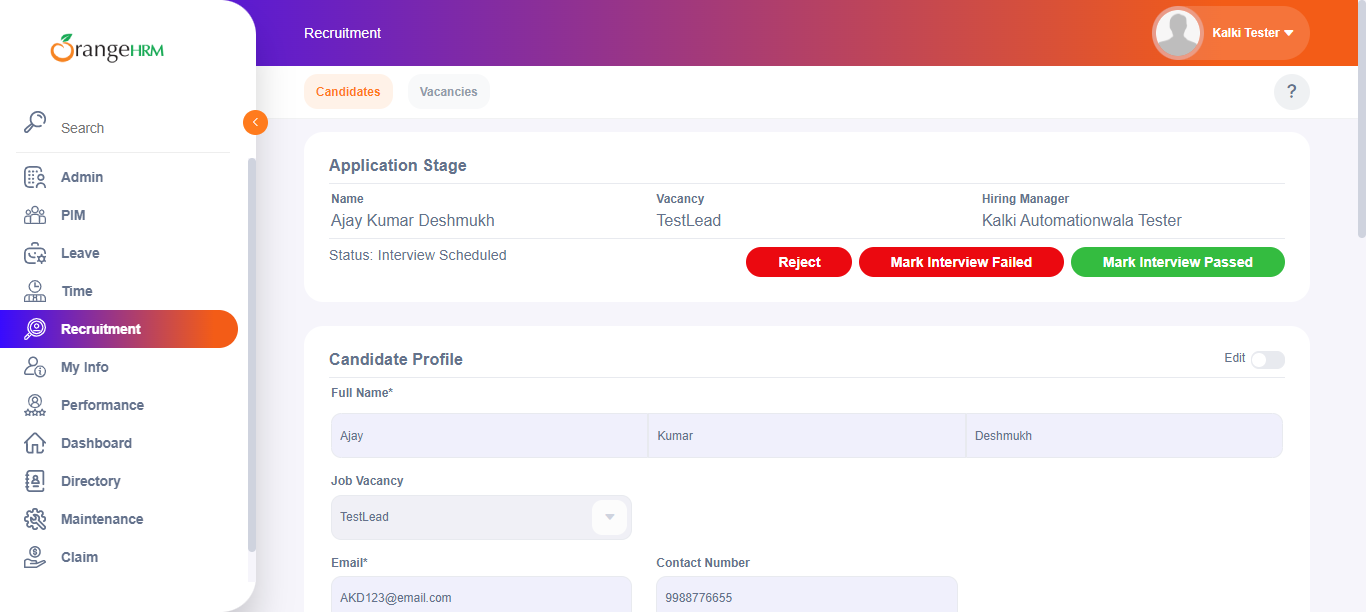 OrangeHRM
Recruitment
Kalki Tester
Candidates
Vacancies
?
Search
Admin
PIM
Leave
Time
Recruitment
My Info
Performance
Dashboard
Directory
Maintenance
Claim
Application Stage
Name
Vacancy
Hiring Manager
Ajay Kumar Deshmukh
TestLead
Kalki Automationwala Tester
Status: Interview Scheduled
Reject
Mark Interview Failed
Mark Interview Passed
Candidate Profile
Edit
Full Name*
Ajay
Kumar
Deshmukh
Job Vacancy
TestLead
Email*
Contact Number
AKD123@email.com
9988776655